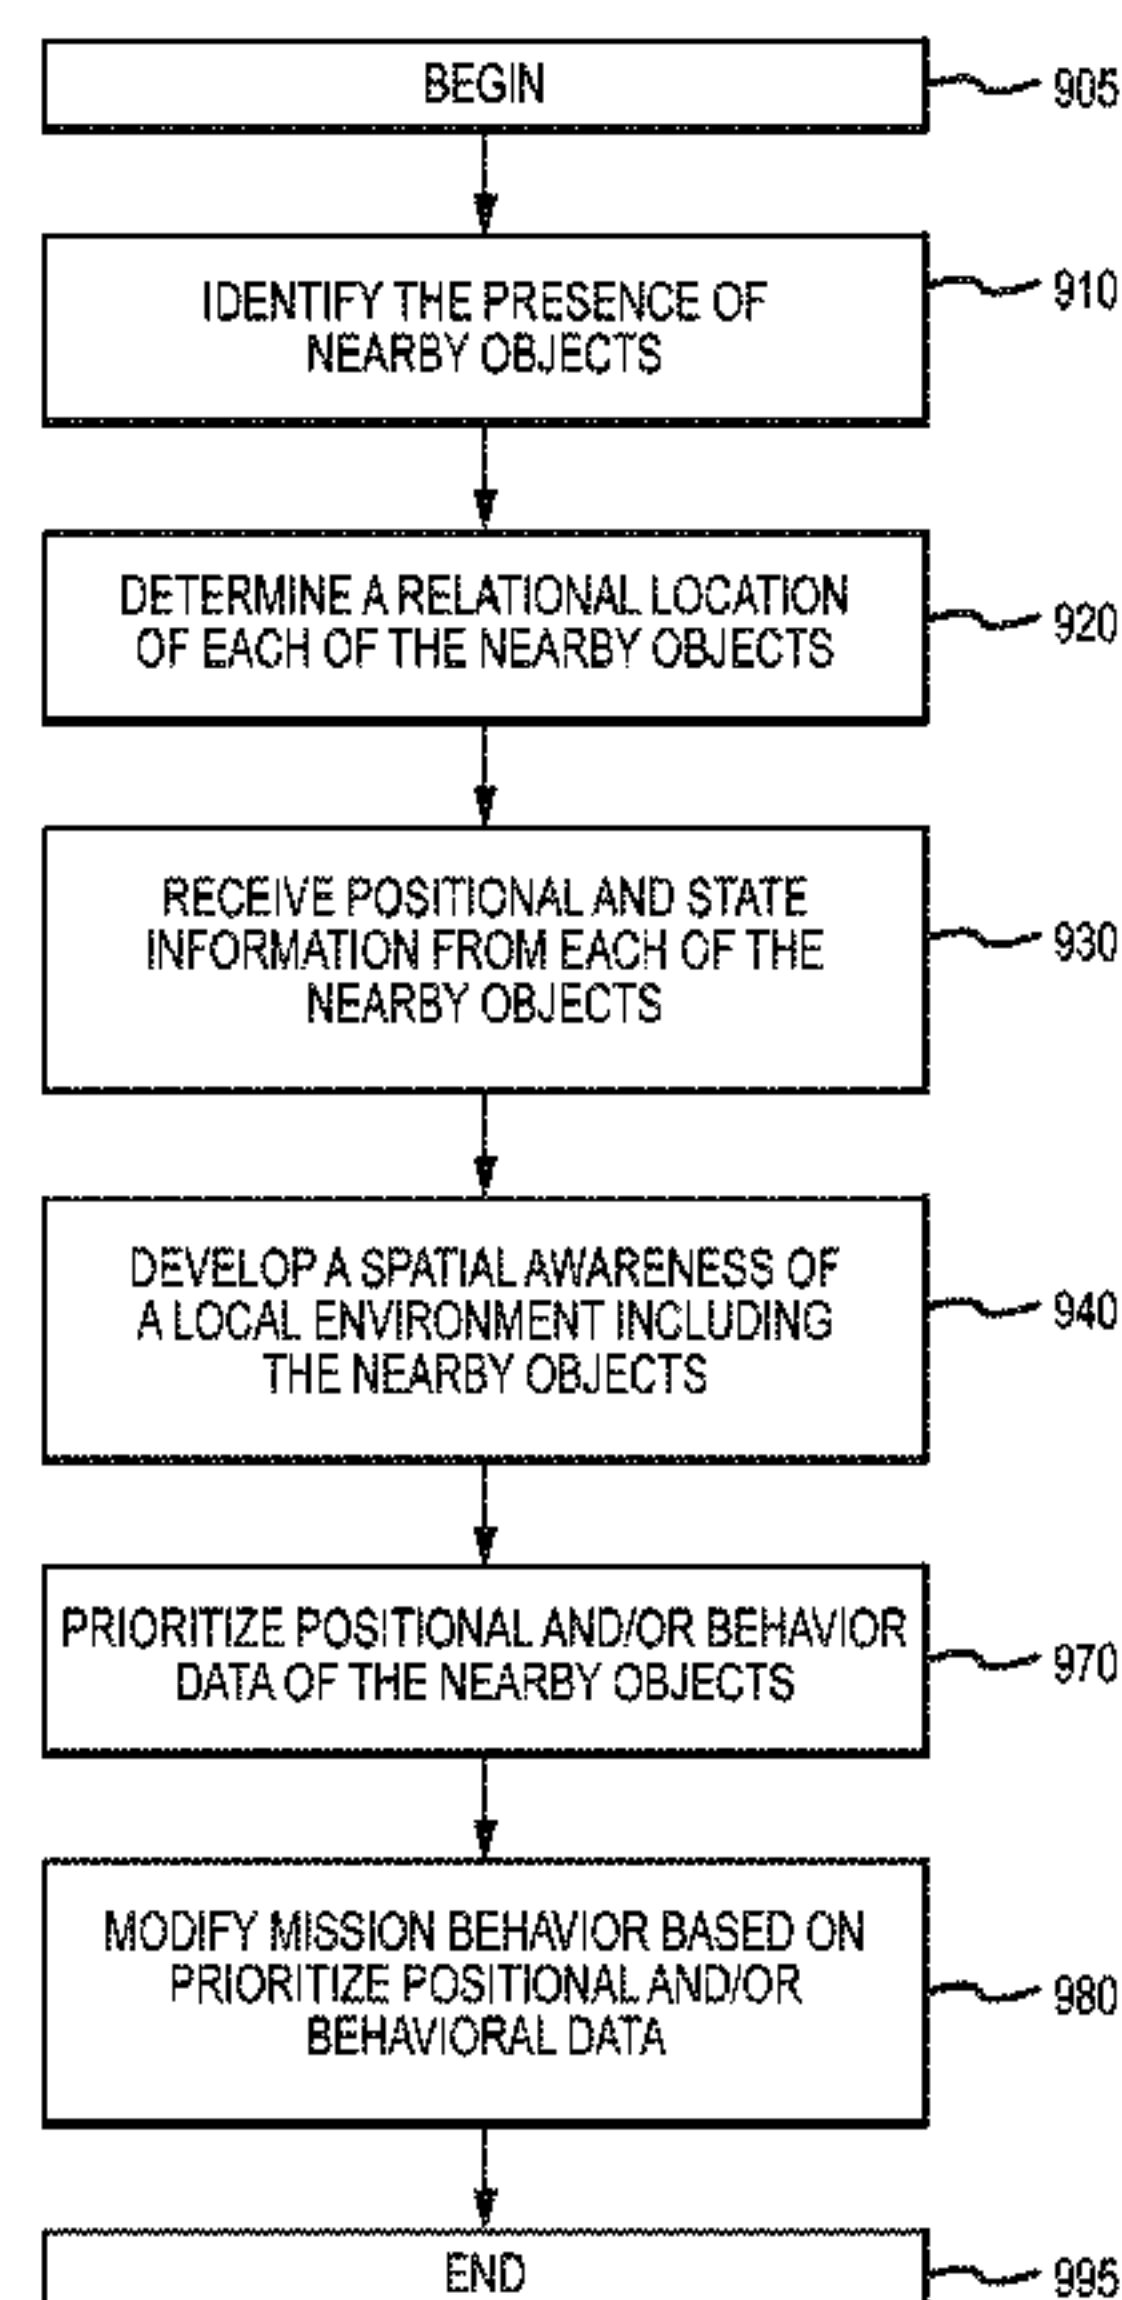 BEGIN
905
IDENTIFY THE PRESENCE OF
NEARBY OBJECTS
910
DETERMINE A RELATIONAL LOCATION
OF EACH OF THE NEARBY OBJECTS
920
RECEIVE POSITIONAL AND STATE
INFORMATION FROM EACH OF THE
NEARBY OBJECTS
930
DEVELOP A SPATIAL AWARENESS OF
A LOCAL ENVIRONMENT INCLUDING
THE NEARBY OBJECTS
940
PRIORITIZE POSITIONAL AND/OR BEHAVIOR
DATA OF THE NEARBY OBJECTS
970
MODIFY MISSION BEHAVIOR BASED ON
PRIORITIZE POSITIONAL AND/OR
BEHAVIORAL DATA
980
END
995